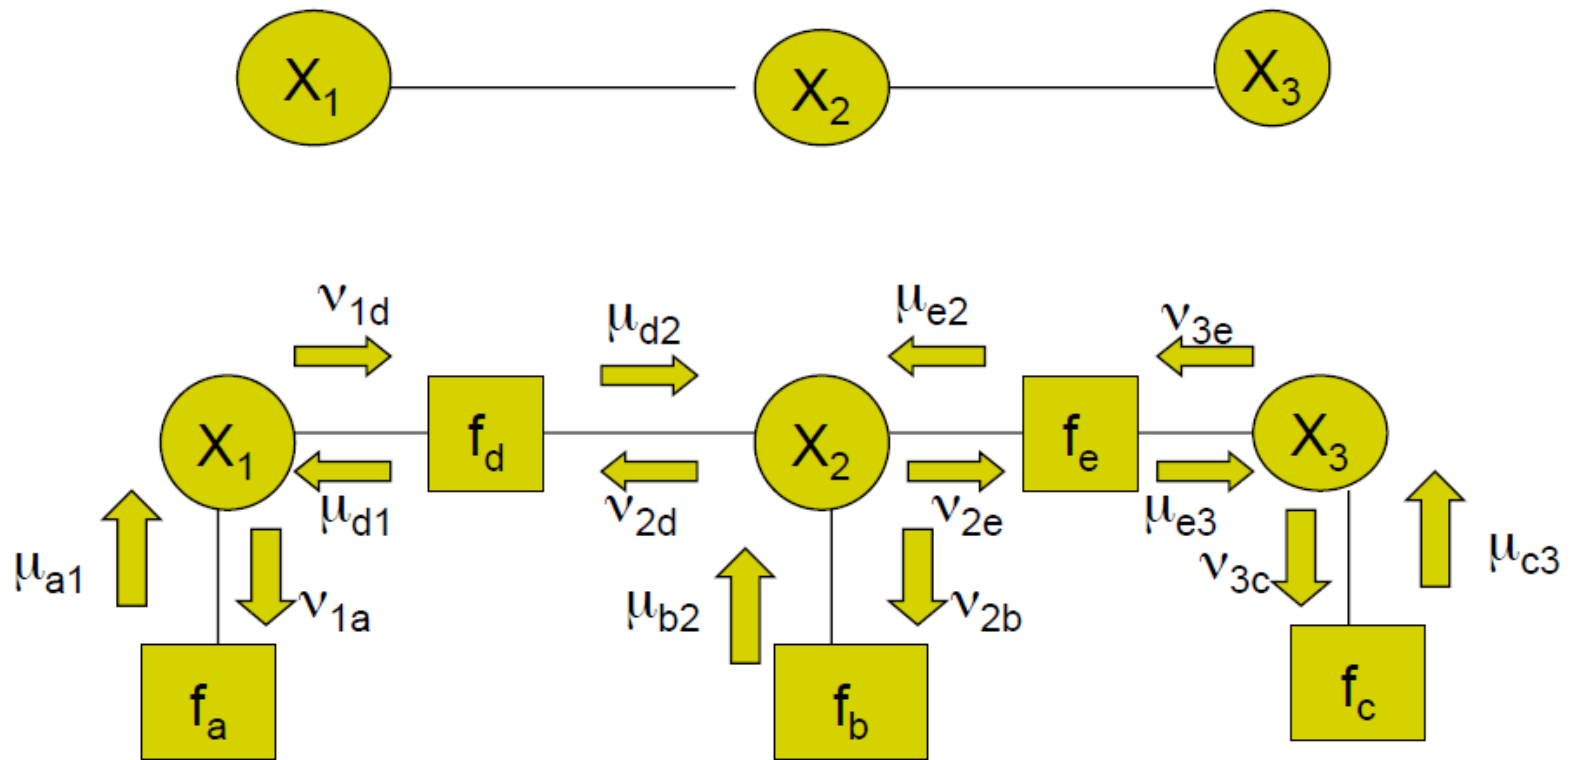 X₁ X₂ X₃
ν₁d μd2 μe2 ν₃e
X₁ fd X₂ fe X₃
μd1 ν₂d ν₂e μe3
μa1 ν₁a μb2 ν₂b ν₃c μc3
fa fb fc